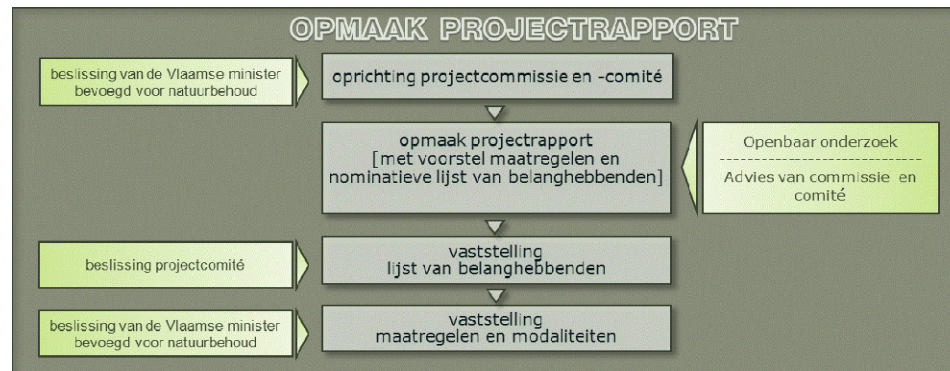 OPMAAK PROJECTRAPPORT
beslissing van de Vlaamse minister
bevoegd voor natuurbehoud
oprichting projectcommissie en -comité
opmaak projectrapport
[met voorstel maatregelen en
nominatieve lijst van belanghebbenden]
Openbaar onderzoek
Advies van commissie en
comité
beslissing projectcomité
vaststelling
lijst van belanghebbenden
beslissing van de Vlaamse minister
bevoegd voor natuurbehoud
vaststelling
maatregelen en modaliteiten